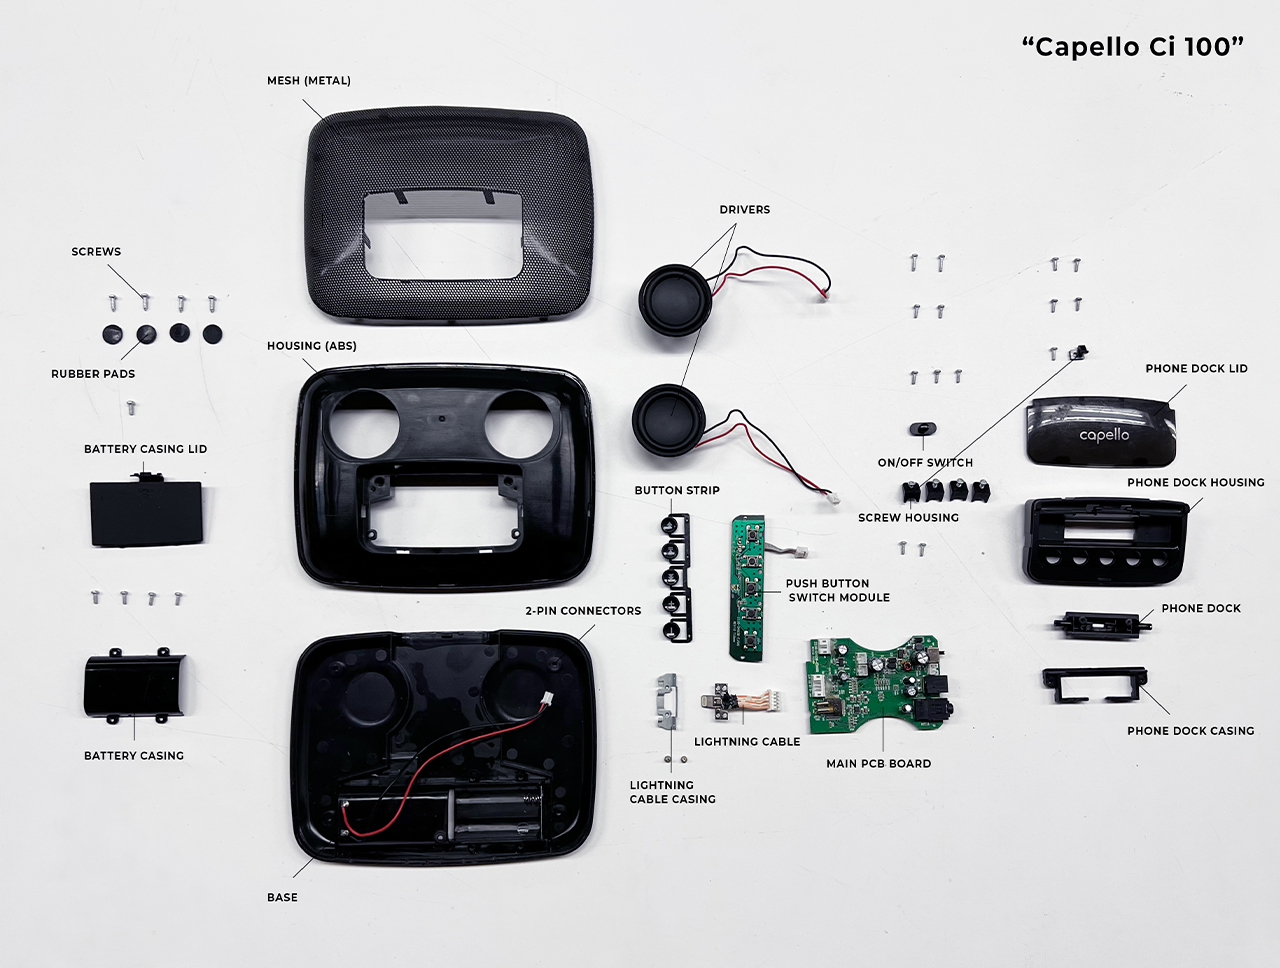 “Capello Ci 100”
MESH (METAL)
DRIVERS
SCREWS
HOUSING (ABS)
RUBBER PADS
PHONE DOCK LID
capello
BATTERY CASING LID
ON/OFF SWITCH
PHONE DOCK HOUSING
BUTTON STRIP
SCREW HOUSING
PUSH BUTTON
SWITCH MODULE
2-PIN CONNECTORS
PHONE DOCK
LIGHTNING CABLE
PHONE DOCK CASING
BATTERY CASING
MAIN PCB BOARD
LIGHTNING
CABLE CASING
BASE